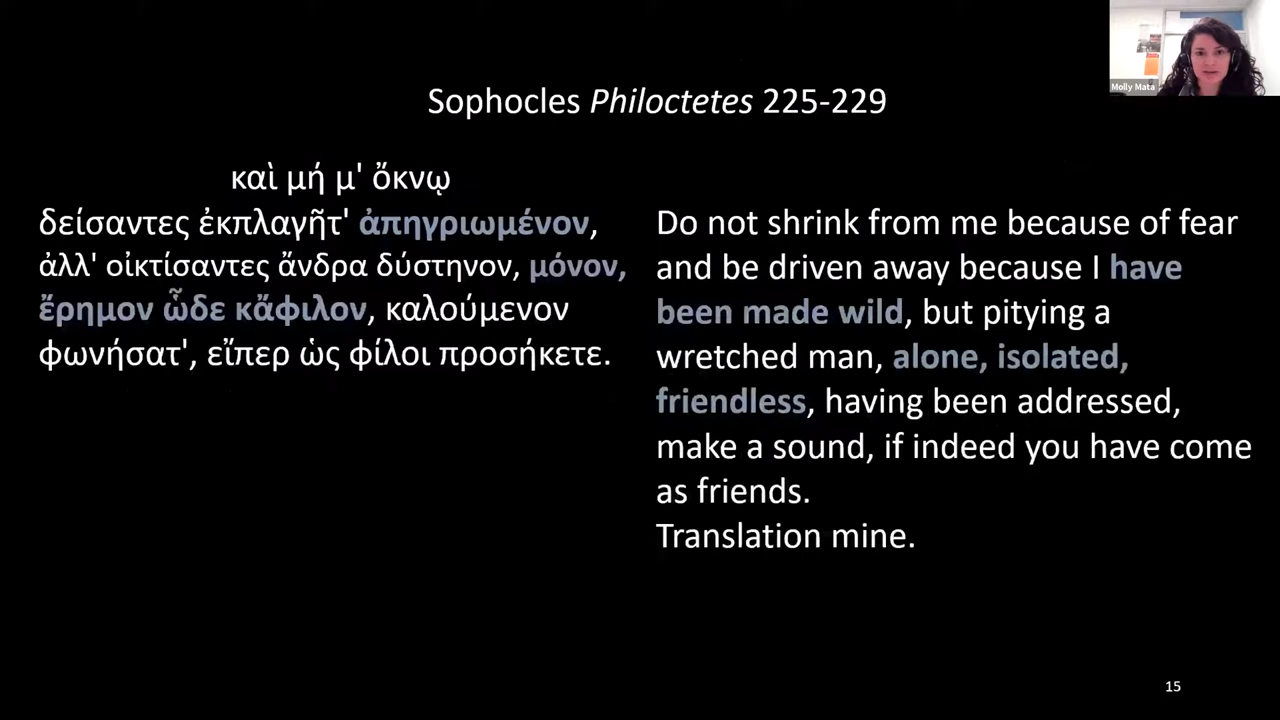 Molly Mata
Sophocles Philoctetes 225-229
καὶ μή μ' ὄκνῳ
δείσαντες ἐκπλαγῆτ' ἀπηγριωμένον,
ἀλλ' οἰκτίσαντες ἄνδρα δύστηνον, μόνον,
ἔρημον ὧδε κἄφιλον, καλούμενον
φωνήσατ', εἴπερ ὡς φίλοι προσήκετε.
Do not shrink from me because of fear
and be driven away because I have
been made wild, but pitying a
wretched man, alone, isolated,
friendless, having been addressed,
make a sound, if indeed you have come
as friends.
Translation mine.
15